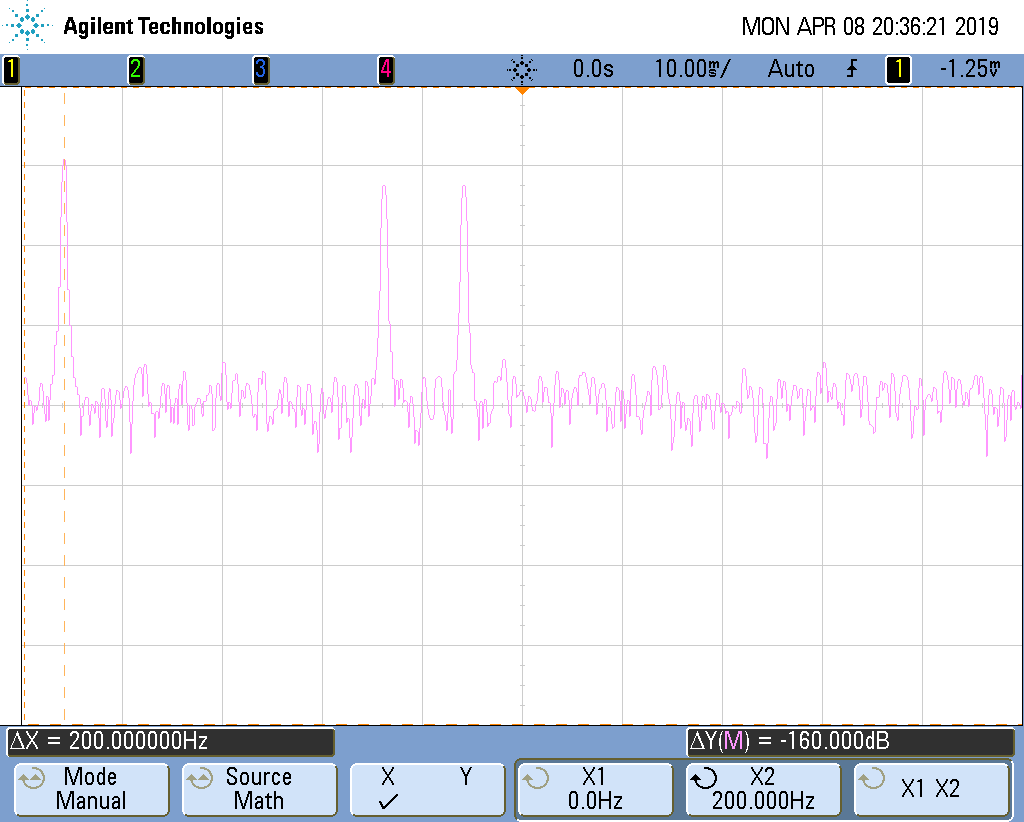 Agilent Technologies MON APR 08 20:36:21 2019
1 2 3 4 0.0s 10.00ms/ Auto 1 -1.25mV
ΔX = 200.000000Hz ΔY(M) = -160.000dB
Mode Source X Y X1 X2 X1 X2
Manual Math ✓ 0.0Hz 200.000Hz